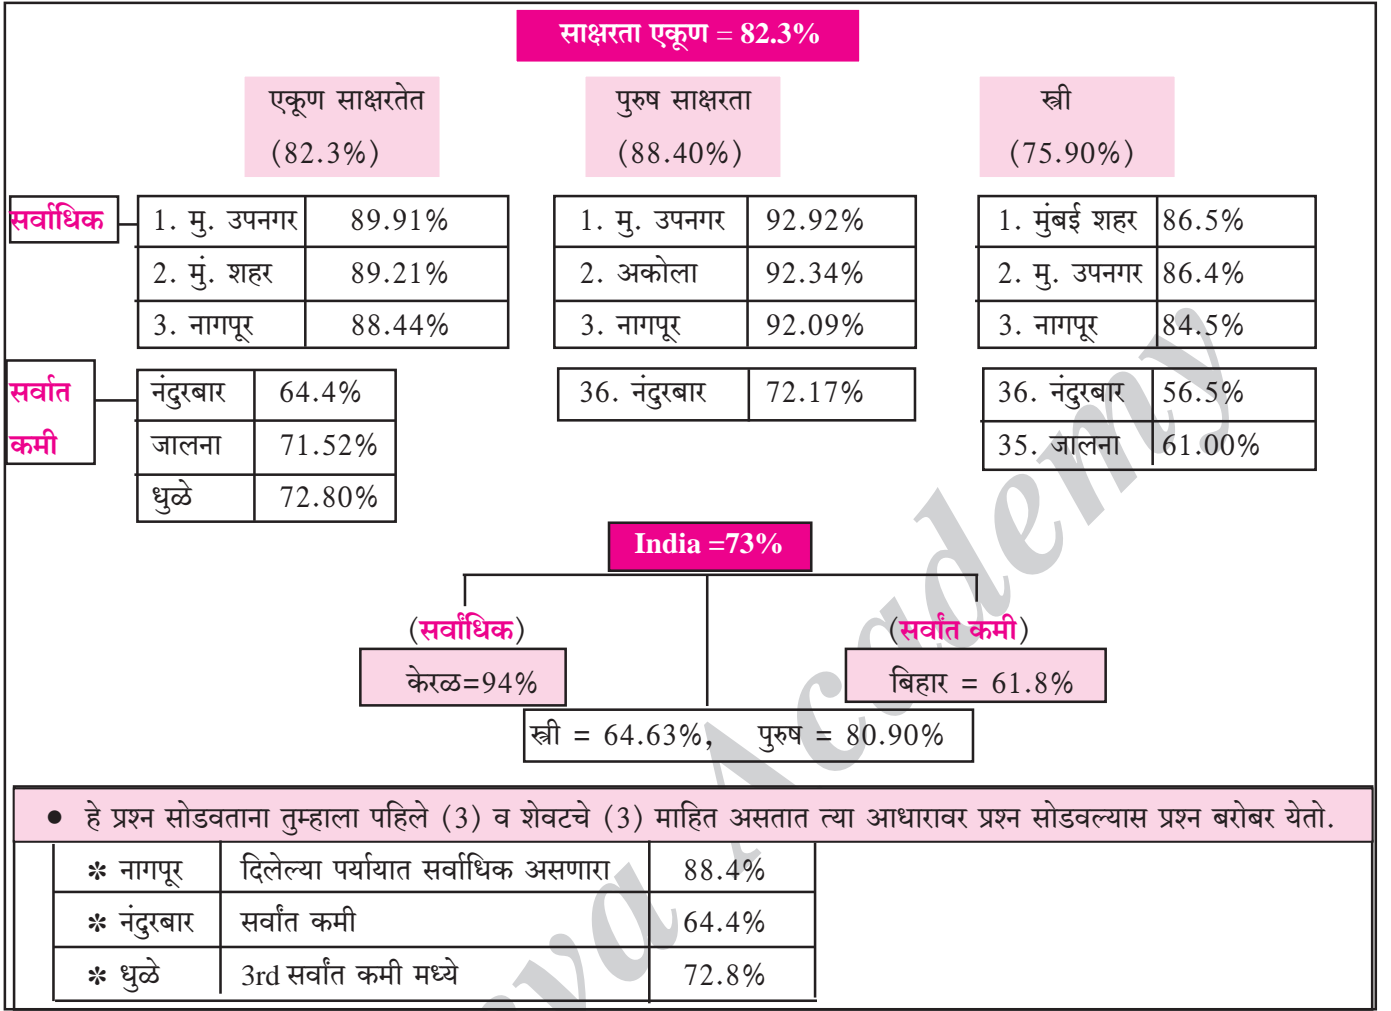 साक्षरता एकूण = 82.3%
एकूण साक्षरतेत
(82.3%)
पुरुष साक्षरता
(88.40%)
स्त्री
(75.90%)
सर्वाधिक
1. मु. उपनगर 89.91%
2. मुं. शहर 89.21%
3. नागपूर 88.44%
1. मु. उपनगर 92.92%
2. अकोला 92.34%
3. नागपूर 92.09%
1. मुंबई शहर 86.5%
2. मु. उपनगर 86.4%
3. नागपूर 84.5%
सर्वात
कमी
नंदुरबार 64.4%
जालना 71.52%
धुळे 72.80%
36. नंदुरबार 72.17%
36. नंदुरबार 56.5%
35. जालना 61.00%
India =73%
(सर्वांधिक)
केरळ=94%
(सर्वांत कमी)
बिहार = 61.8%
स्त्री = 64.63%, पुरुष = 80.90%
● हे प्रश्न सोडवताना तुम्हाला पहिले (3) व शेवटचे (3) माहित असतात त्या आधारावर प्रश्न सोडवल्यास प्रश्न बरोबर येतो.
✽ नागपूर दिलेल्या पर्यायात सर्वाधिक असणारा 88.4%
✽ नंदुरबार सर्वांत कमी 64.4%
✽ धुळे 3rd सर्वांत कमी मध्ये 72.8%
va Academy